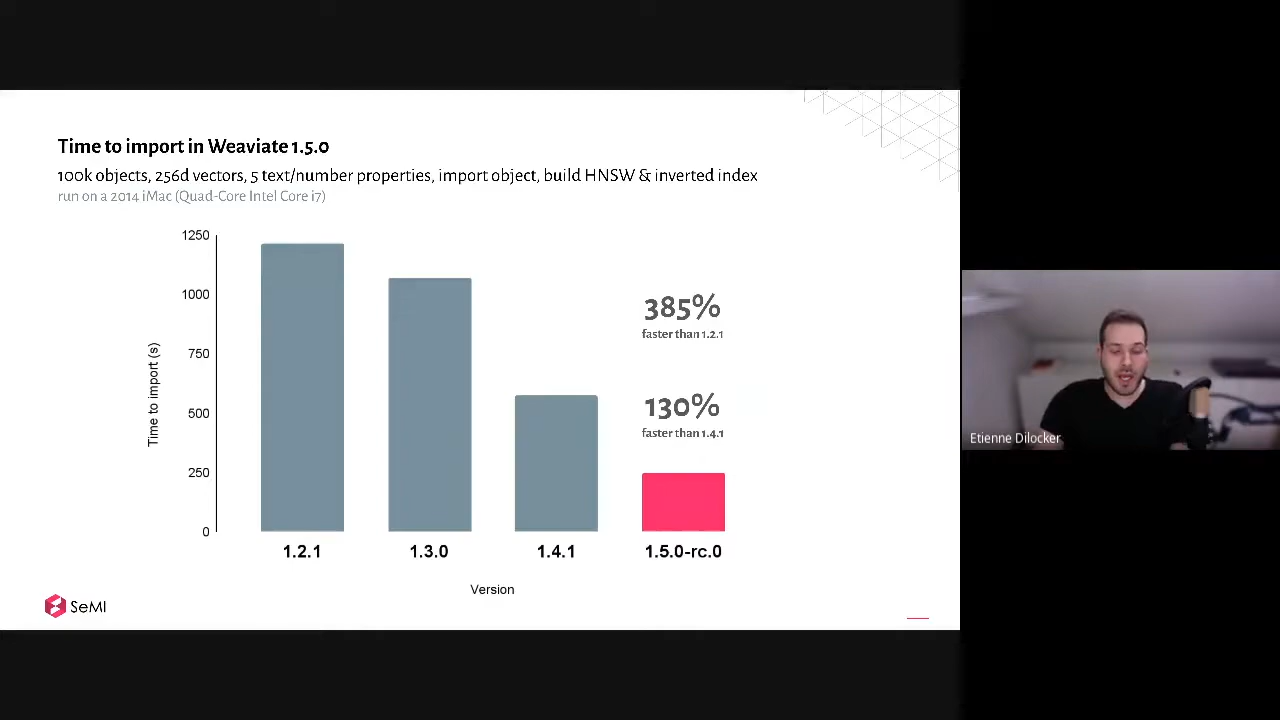 Time to import in Weaviate 1.5.0
100k objects, 256d vectors, 5 text/number properties, import object, build HNSW & inverted index
run on a 2014 iMac (Quad-Core Intel Core i7)
Time to import (s)
1250
1000
750
500
250
0
385%
faster than 1.2.1
130%
faster than 1.4.1
1.2.1
1.3.0
1.4.1
1.5.0-rc.0
Version
SeMI
Etienne Dilocker